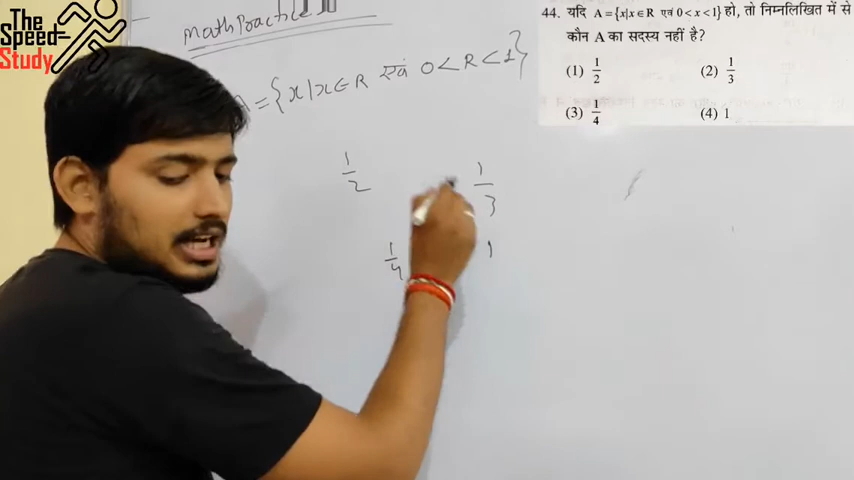 The
Speed
Study
Math Practice
A = {x|x∈R एवं 0<R<1}
1/2
1/3
1/4
1
44. यदि A = {x|x∈R एवं 0<x<1} हो, तो निम्नलिखित में से
कौन A का सदस्य नहीं है?
(1) 1/2 (2) 1/3
(3) 1/4 (4) 1